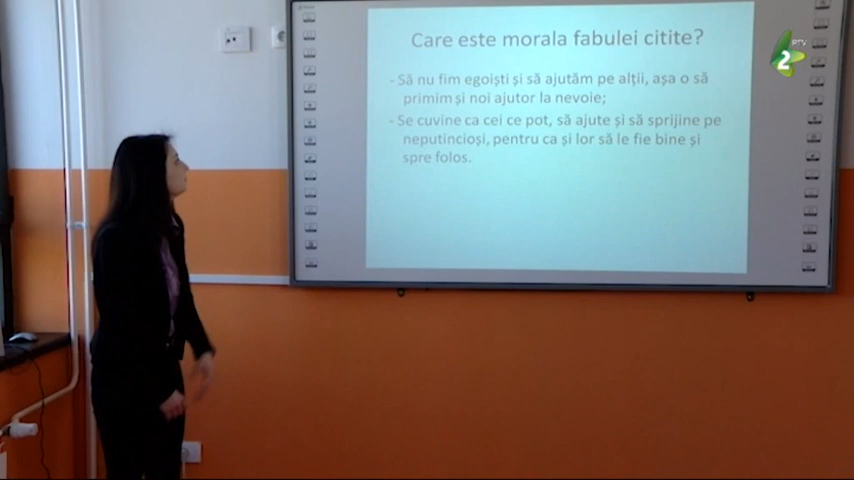 Care este morala fabulei citite?
- Să nu fim egoiști și să ajutăm pe alții, așa o să
primim și noi ajutor la nevoie;
- Se cuvine ca cei ce pot, să ajute și să sprijine pe
neputincioși, pentru ca și lor să le fie bine și
spre folos.
RTV
2